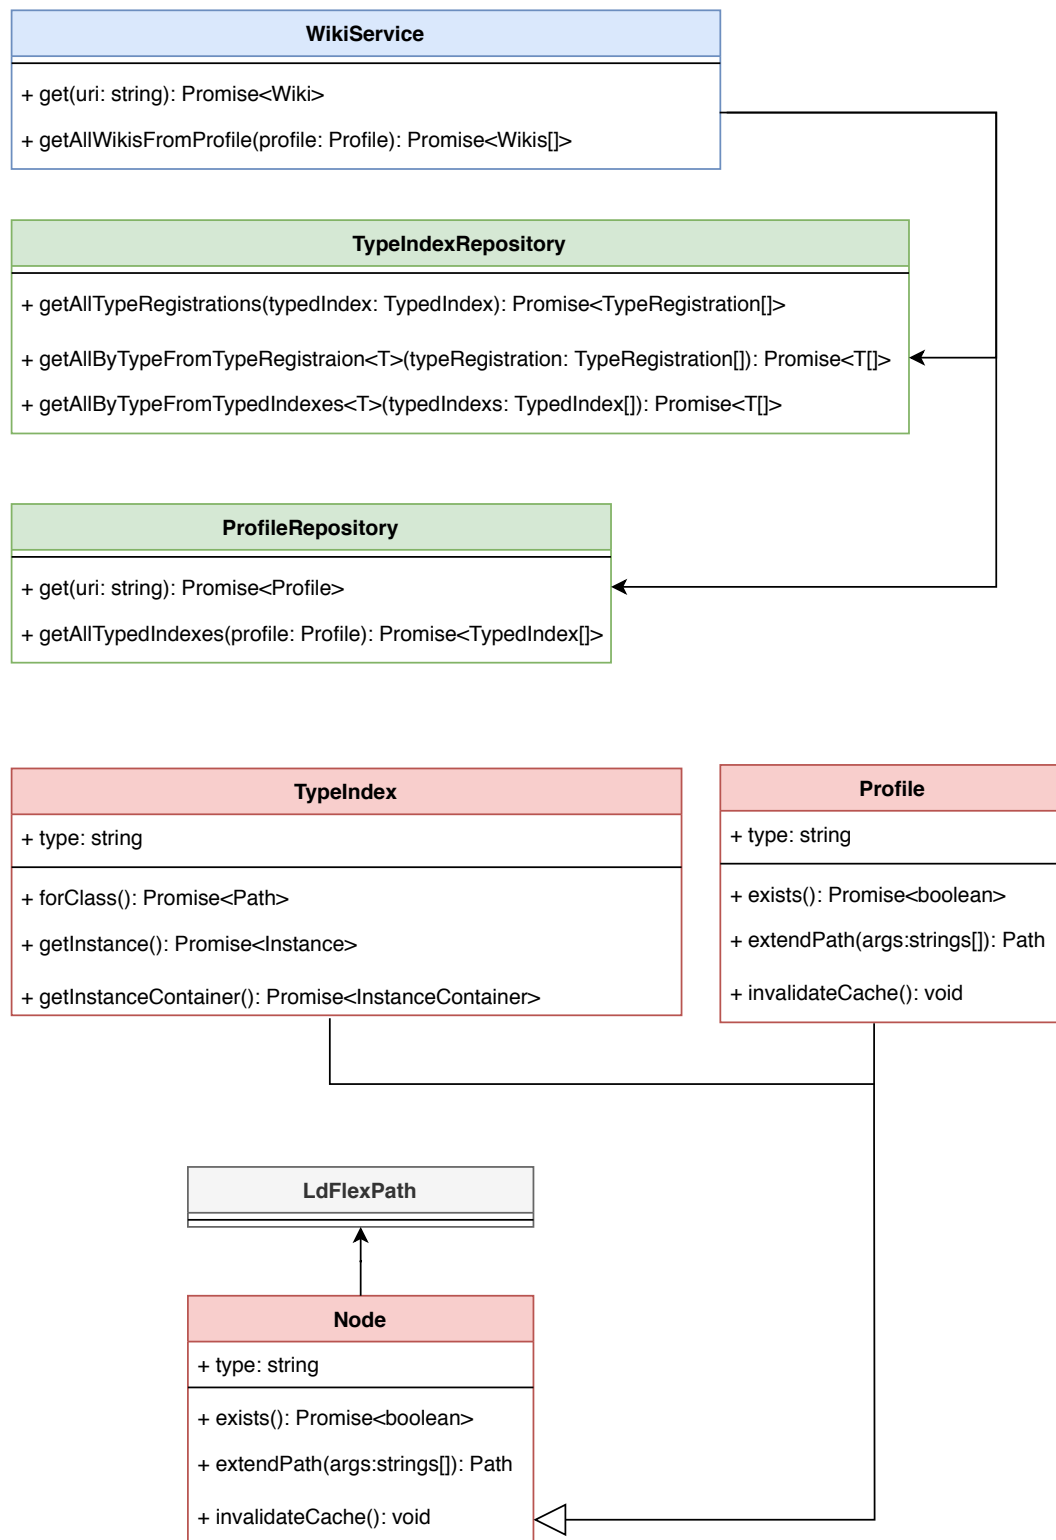 WikiService
+ get(uri: string): Promise<Wiki>
+ getAllWikisFromProfile(profile: Profile): Promise<Wikis[]>
TypeIndexRepository
+ getAllTypeRegistrations(typedIndex: TypedIndex): Promise<TypeRegistration[]>
+ getAllByTypeFromTypeRegistraion<T>(typeRegistration: TypeRegistration[]): Promise<T[]>
+ getAllByTypeFromTypedIndexes<T>(typedIndexs: TypedIndex[]): Promise<T[]>
ProfileRepository
+ get(uri: string): Promise<Profile>
+ getAllTypedIndexes(profile: Profile): Promise<TypedIndex[]>
TypeIndex
+ type: string
+ forClass(): Promise<Path>
+ getInstance(): Promise<Instance>
+ getInstanceContainer(): Promise<InstanceContainer>
Profile
+ type: string
+ exists(): Promise<boolean>
+ extendPath(args:strings[]): Path
+ invalidateCache(): void
LdFlexPath
Node
+ type: string
+ exists(): Promise<boolean>
+ extendPath(args:strings[]): Path
+ invalidateCache(): void